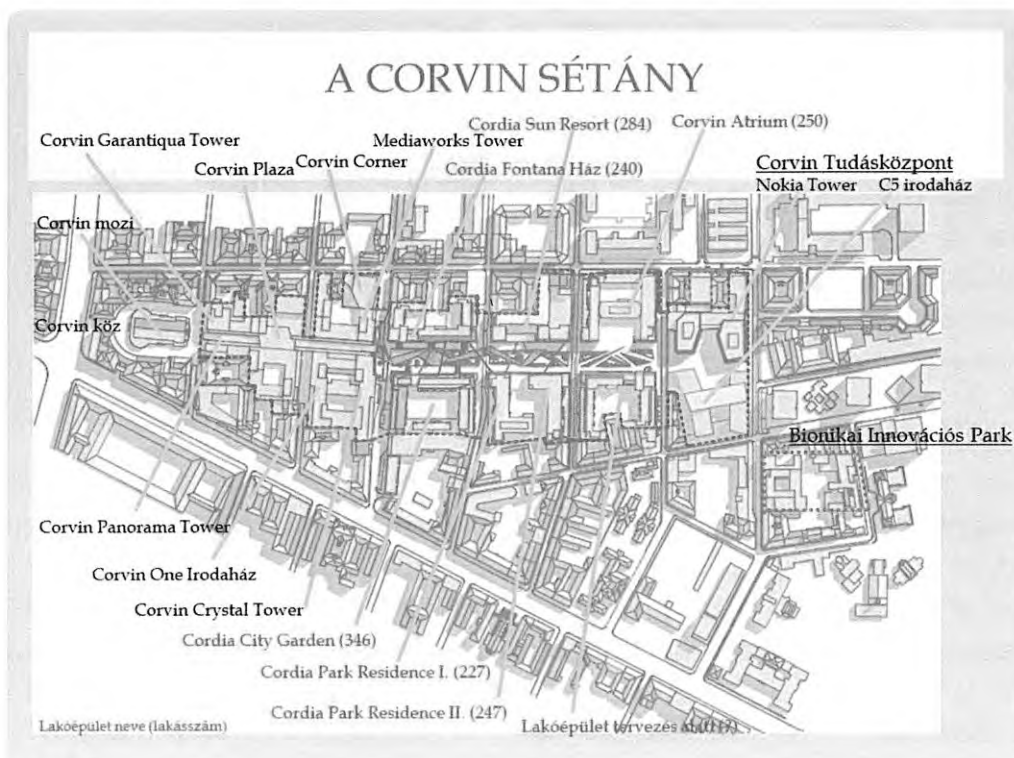 A CORVIN SÉTÁNY
Cordia Sun Resort (284)
Corvin Atrium (250)
Corvin Garantiqua Tower
Mediaworks Tower
Corvin Plaza
Corvin Corner
Cordia Fontana Ház (240)
Corvin Tudásközpont
Nokia Tower
C5 irodaház
Corvin mozi
Corvin köz
Bionikai Innovációs Park
Corvin Panorama Tower
Corvin One Irodaház
Corvin Crystal Tower
Cordia City Garden (346)
Cordia Park Residence I. (227)
Cordia Park Residence II. (247)
Lakóépület neve (lakásszám)
Lakóépület tervezés